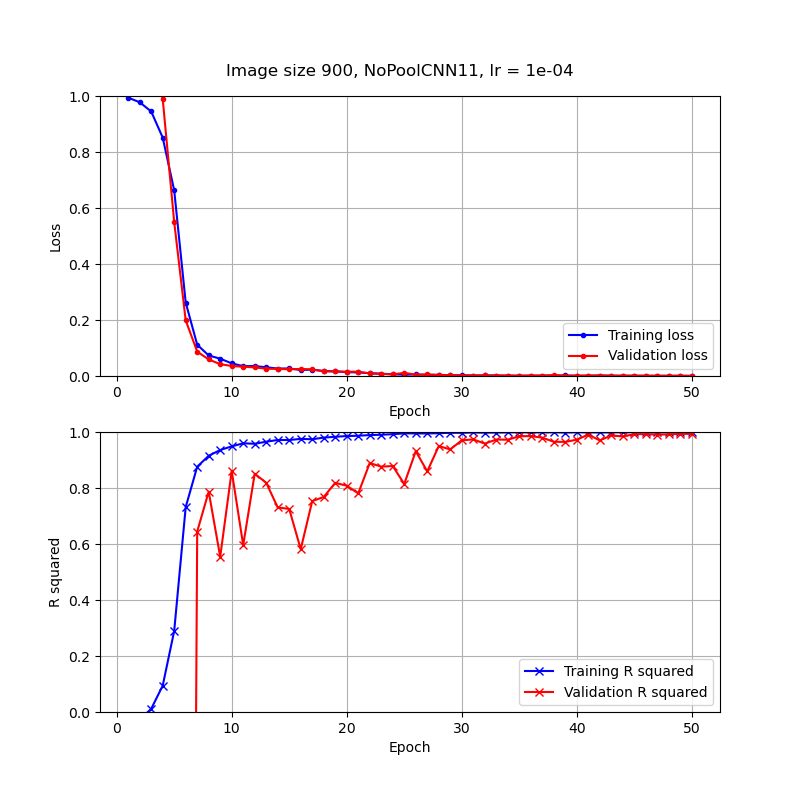 Image size 900, NoPoolCNN11, lr = 1e-04
1.0
0.8
0.6
0.4
0.2
0.0
Loss
Training loss
Validation loss
0 10 20 30 40 50
Epoch
1.0
0.8
0.6
0.4
0.2
0.0
R squared
Training R squared
Validation R squared
0 10 20 30 40 50
Epoch